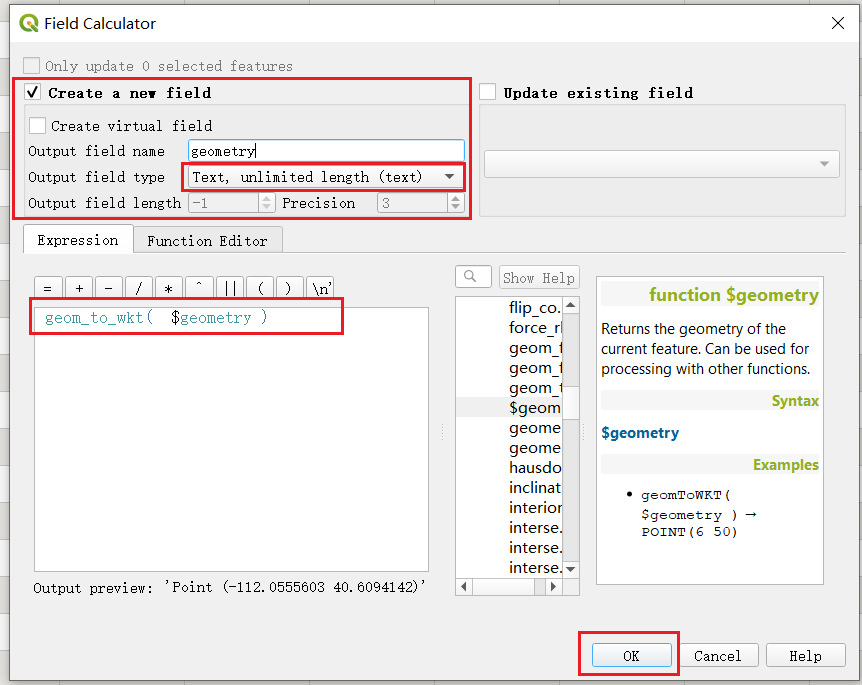 Field Calculator
Only update 0 selected features
Create a new field
Update existing field
Create virtual field
Output field name geometry
Output field type Text, unlimited length (text)
Output field length -1 Precision 3
Expression Function Editor
= + - / * ^ || ( ) \n'
Show Help
geom_to_wkt( $geometry )
flip_co.
force_rl
geom_f
geom_f
geom_t
$geom
geome
geome
hausdo
inclinat
interior
interse.
interse.
interse.
function $geometry
Returns the geometry of the
current feature. Can be used for
processing with other functions.
Syntax
$geometry
Examples
• geomToWKT(
$geometry ) →
POINT(6 50)
Output preview: 'Point (-112.0555603 40.6094142)'
OK Cancel Help